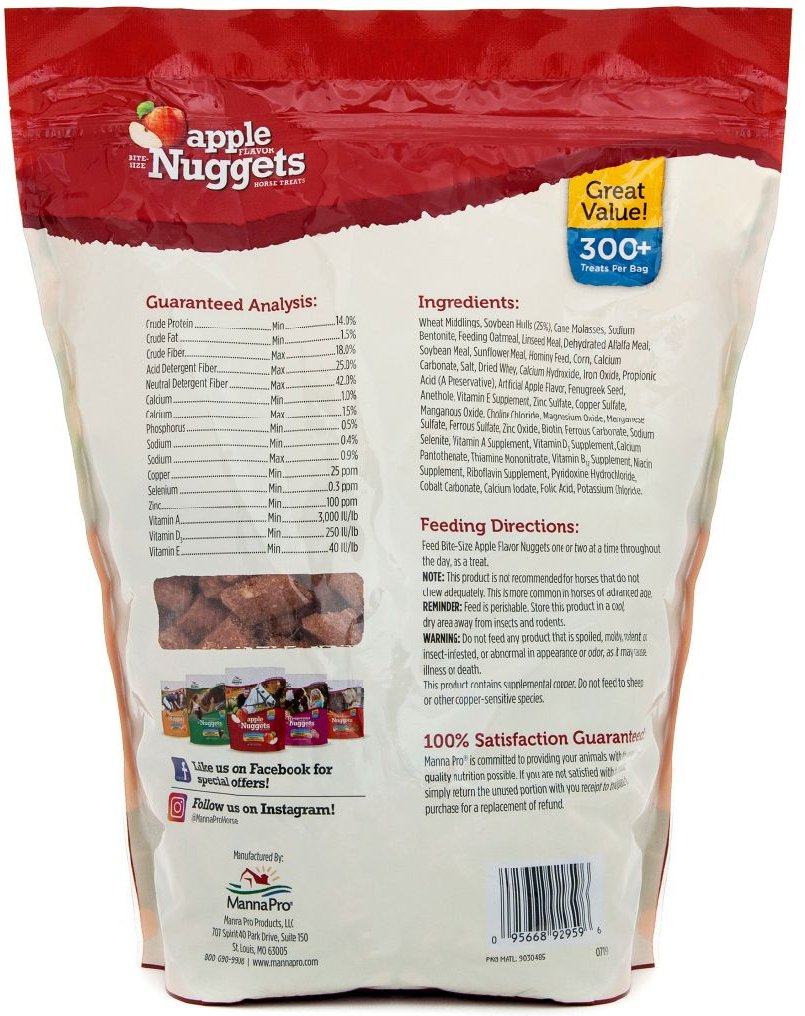 apple
FLAVOR
BITE-SIZE
Nuggets
HORSE TREATS
Great
Value!
300+
Treats Per Bag
Guaranteed Analysis:
Crude Protein Min 14.0%
Crude Fat Min 1.5%
Crude Fiber Max 18.0%
Acid Detergent Fiber Max 25.0%
Neutral Detergent Fiber Max 42.0%
Calcium Min 1.0%
Calcium Max 1.5%
Phosphorus Min 0.5%
Sodium Min 0.4%
Sodium Max 0.9%
Copper Min 25 ppm
Selenium Min 0.3 ppm
Zinc Min 100 ppm
Vitamin A Min 3,000 IU/lb
Vitamin D3 Min 250 IU/lb
Vitamin E Min 40 IU/lb
apple
Nuggets
Nuggets
Nuggets
Like us on Facebook for
special offers!
Follow us on Instagram!
@MannaProHorse
Manufactured By:
MannaPro®
Manna Pro Products, LLC
707 Spirit 40 Park Drive, Suite 150
St. Louis, MO 63005
| www.mannapro.com
Ingredients:
Wheat Middlings, Soybean Hulls (25%), Cane Molasses, Sodium
Bentonite, Feeding Oatmeal, Linseed Meal, Dehydrated Alfalfa Meal,
Soybean Meal, Sunflower Meal, Hominy Feed, Corn, Calcium
Carbonate, Salt, Dried Whey, Calcium Hydroxide, Iron Oxide, Propionic
Acid (A Preservative), Artificial Apple Flavor, Fenugreek Seed,
Anethole, Vitamin E Supplement, Zinc Sulfate, Copper Sulfate,
Manganous Oxide, Choline Chloride, Magnesium Oxide, Manganese
Sulfate, Ferrous Sulfate, Zinc Oxide, Biotin, Ferrous Carbonate, Sodium
Selenite, Vitamin A Supplement, Vitamin D3 Supplement, Calcium
Pantothenate, Thiamine Mononitrate, Vitamin B12 Supplement, Niacin
Supplement, Riboflavin Supplement, Pyridoxine Hydrochloride,
Cobalt Carbonate, Calcium Iodate, Folic Acid, Potassium Chloride.
Feeding Directions:
Feed Bite-Size Apple Flavor Nuggets one or two at a time throughout
the day, as a treat.
NOTE: This product is not recommended for horses that do not
chew adequately. This is more common in horses of advanced age.
REMINDER: Feed is perishable. Store this product in a cool,
dry area away from insects and rodents.
WARNING: Do not feed any product that is spoiled, moldy, rodent or
insect-infested, or abnormal in appearance or odor, as it may cause
illness or death.
This product contains supplemental copper. Do not feed to sheep
or other copper-sensitive species.
100% Satisfaction Guaranteed
Manna Pro® is committed to providing your animals with
quality nutrition possible. If you are not satisfied with
simply return the unused portion with you receipt to
purchase for a replacement of refund.
0 95668 92959 6
PKG MATL. 9030485